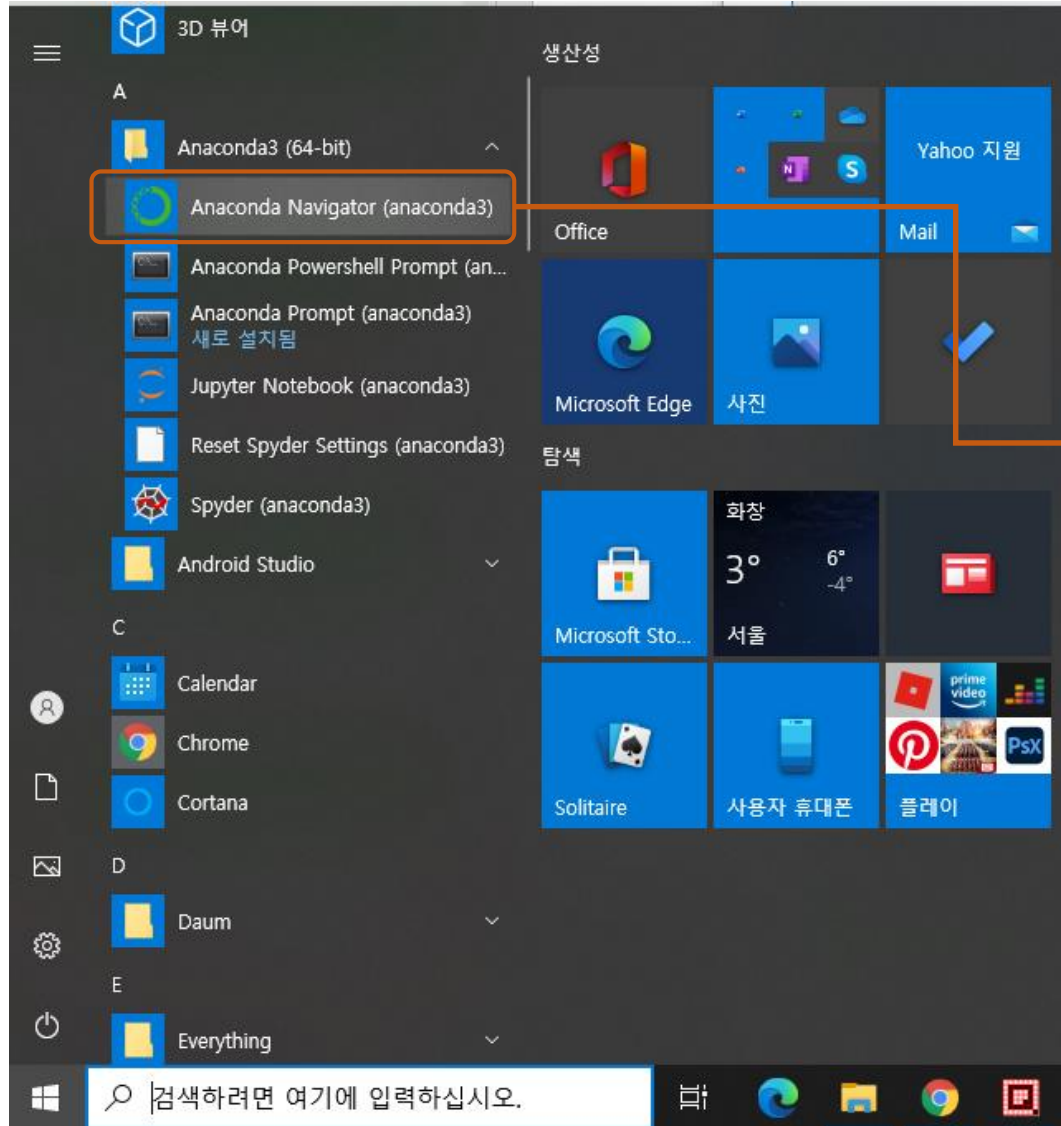 3D 뷰어
A
Anaconda3 (64-bit)
Anaconda Navigator (anaconda3)
Anaconda Powershell Prompt (an...
Anaconda Prompt (anaconda3)
새로 설치됨
Jupyter Notebook (anaconda3)
Reset Spyder Settings (anaconda3)
Spyder (anaconda3)
Android Studio
C
Calendar
Chrome
Cortana
D
Daum
E
Everything
생산성
Office
N
S
Yahoo 지원
Mail
Microsoft Edge
사진
탐색
Microsoft Sto...
화창
3°
6°
-4°
서울
Solitaire
사용자 휴대폰
prime
video
PsX
플레이
검색하려면 여기에 입력하십시오.